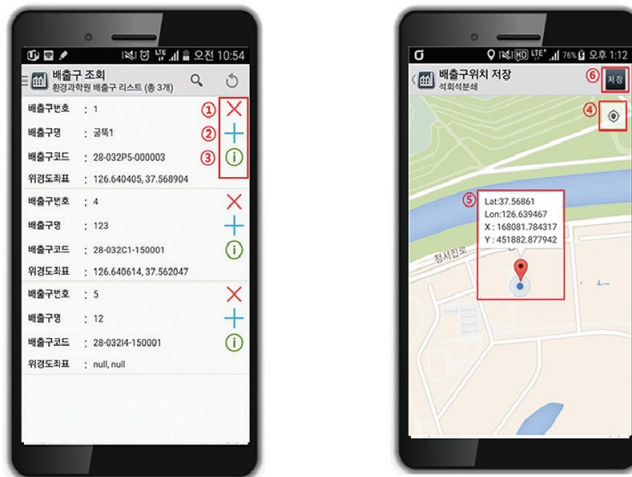 오전 10:54
배출구 조회
환경과학원 배출구 리스트 (총 3개)
배출구번호 : 1 ①
배출구명 : 굴뚝1 ②
배출구코드 : 28-032P5-000003 ③
위경도좌표 : 126.640405, 37.568904
배출구번호 : 4
배출구명 : 123
배출구코드 : 28-032C1-150001
위경도좌표 : 126.640614, 37.562047
배출구번호 : 5
배출구명 : 12
배출구코드 : 28-032I4-150001
위경도좌표 : null, null
HD LTE+ 76% 오후 1:12
배출구위치 저장
석회석분쇄
⑥ 저장
④
⑤ Lat:37.56861
Lon:126.639467
X : 168081.784317
Y : 451882.877942
정서진로